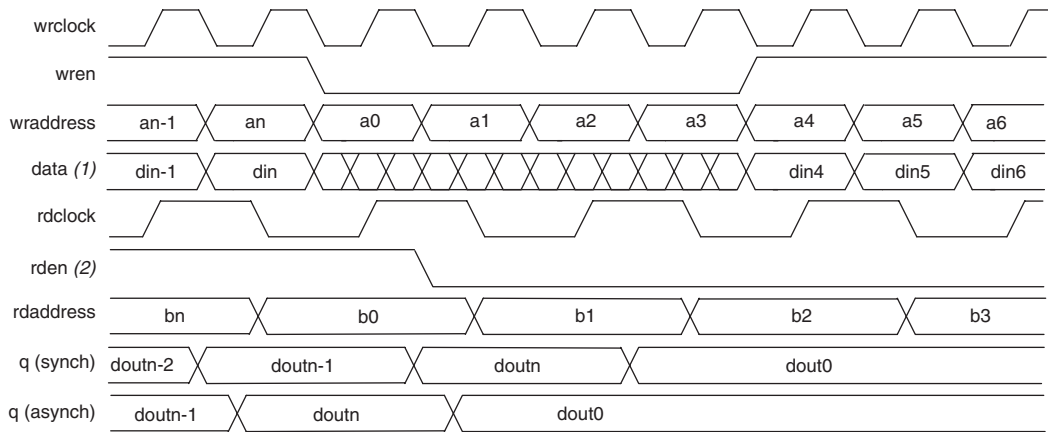 wrclock
wren
wraddress an-1 an a0 a1 a2 a3 a4 a5 a6
data (1) din-1 din din4 din5 din6
rdclock
rden (2)
rdaddress bn b0 b1 b2 b3
q (synch) doutn-2 doutn-1 doutn dout0
q (asynch) doutn-1 doutn dout0